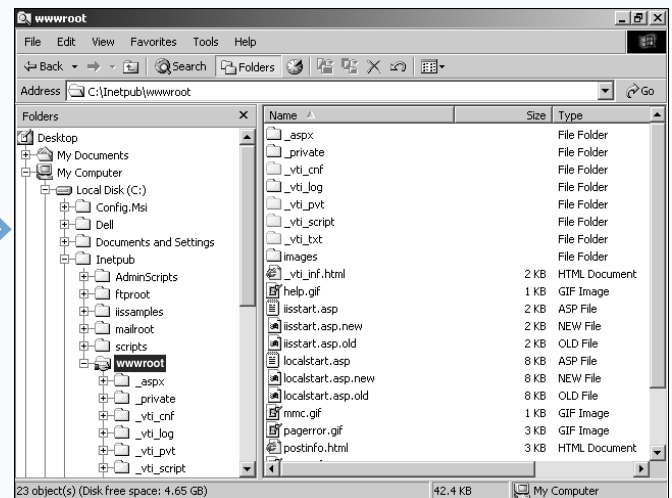 wwwroot
File Edit View Favorites Tools Help
Back Search Folders
Address C:\Inetpub\wwwroot Go
Folders
Desktop
My Documents
My Computer
Local Disk (C:)
Config.Msi
Dell
Documents and Settings
Inetpub
AdminScripts
ftproot
iissamples
mailroot
scripts
wwwroot
_aspx
_private
_vti_cnf
_vti_log
_vti_pvt
_vti_script
Name Size Type
_aspx File Folder
_private File Folder
_vti_cnf File Folder
_vti_log File Folder
_vti_pvt File Folder
_vti_script File Folder
_vti_txt File Folder
images File Folder
_vti_inf.html 2 KB HTML Document
help.gif 1 KB GIF Image
iisstart.asp 2 KB ASP File
iisstart.asp.new 2 KB NEW File
iisstart.asp.old 2 KB OLD File
localstart.asp 8 KB ASP File
localstart.asp.new 8 KB NEW File
localstart.asp.old 8 KB OLD File
mmc.gif 1 KB GIF Image
pagerror.gif 3 KB GIF Image
postinfo.html 3 KB HTML Document
23 object(s) (Disk free space: 4.65 GB) 42.4 KB My Computer